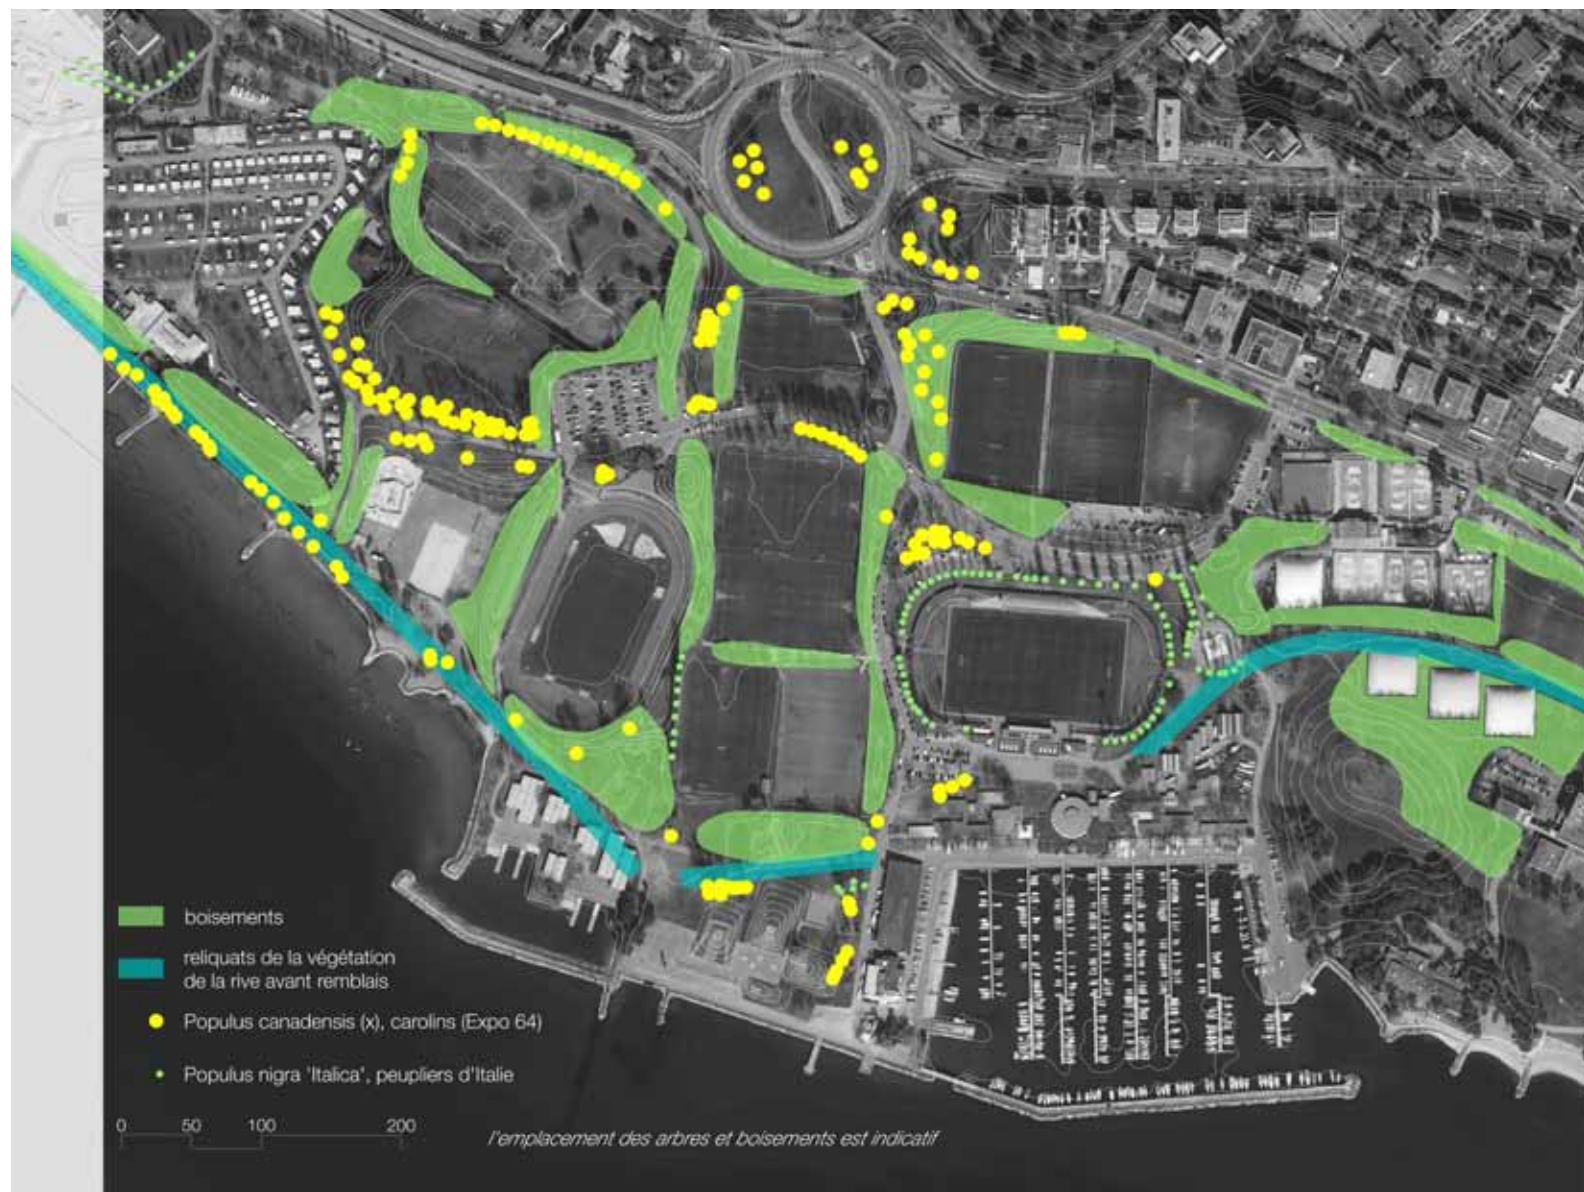 boisements
reliquats de la végétation
de la rive avant remblais
Populus canadensis (x), carolins (Expo 64)
Populus nigra 'Italica', peupliers d'Italie
0 50 100 200
l'emplacement des arbres et boisements est indicatif